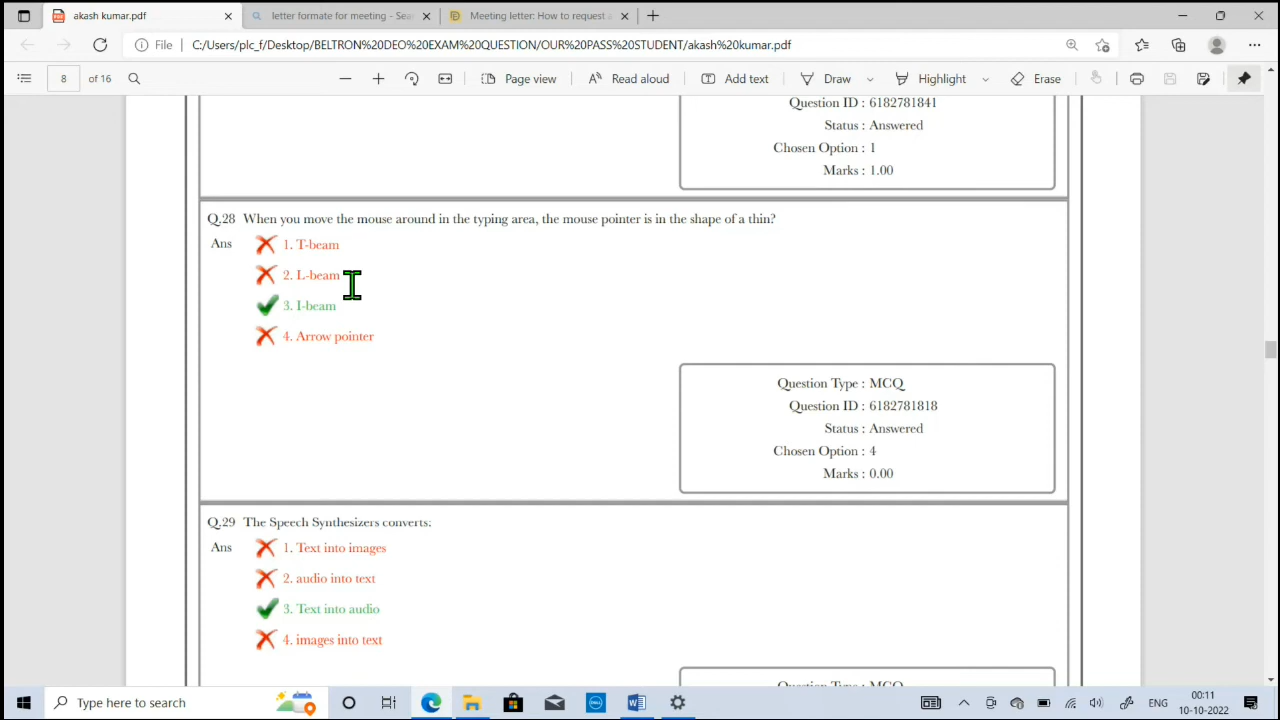 akash kumar.pdf
letter formate for meeting - Sea
Meeting letter: How to request a
File
C:/Users/plc_f/Desktop/BELTRON%20DEO%20EXAM%20QUESTION/OUR%20PASS%20STUDENT/akash%20kumar.pdf
8 of 16
Page view
Read aloud
Add text
Draw
Highlight
Erase
Question ID : 6182781841
Status : Answered
Chosen Option : 1
Marks : 1.00
Q.28 When you move the mouse around in the typing area, the mouse pointer is in the shape of a thin?
Ans 1. T-beam
2. L-beam
3. I-beam
4. Arrow pointer
Question Type : MCQ
Question ID : 6182781818
Status : Answered
Chosen Option : 4
Marks : 0.00
Q.29 The Speech Synthesizers converts:
Ans 1. Text into images
2. audio into text
3. Text into audio
4. images into text
Question Type : MCQ
Type here to search
ENG
00:11
10-10-2022